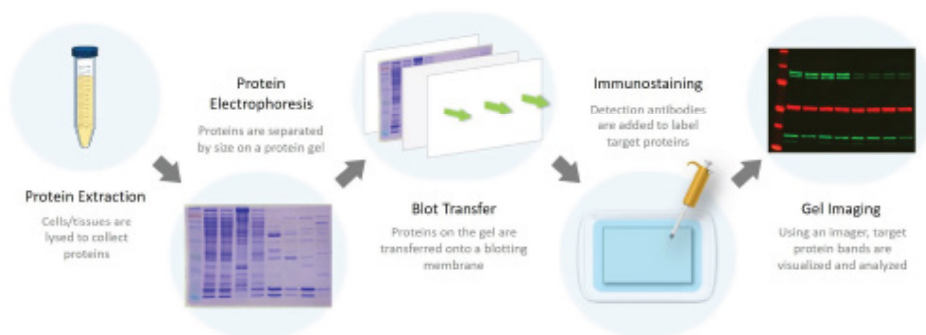 Protein Extraction
Cells/tissues are
lysed to collect
proteins
Protein
Electrophoresis
Proteins are separated
by size on a protein gel
Blot Transfer
Proteins on the gel are
transferred onto a blotting
membrane
Immunostaining
Detection antibodies
are added to label
target proteins
Gel Imaging
Using an imager, target
protein bands are
visualized and analyzed